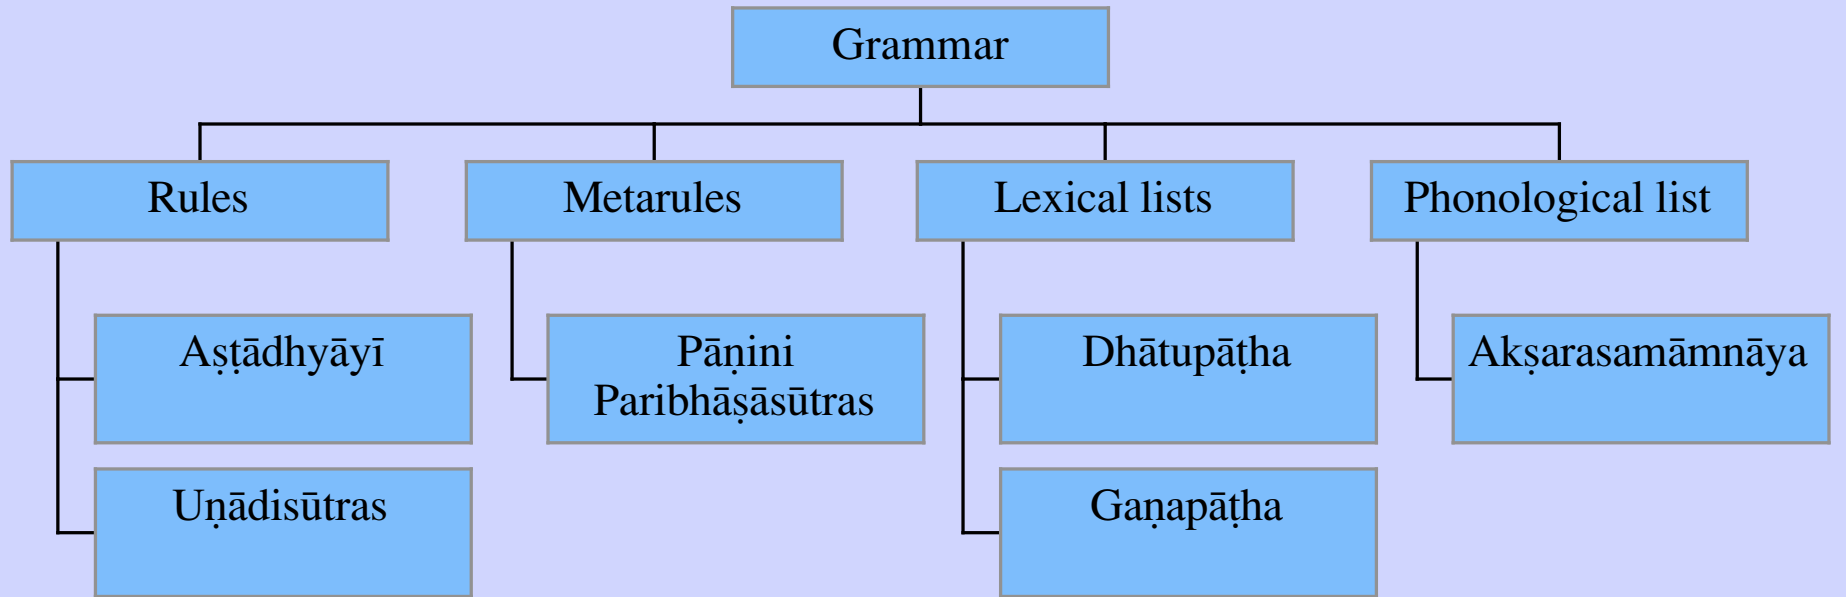 Grammar
Rules
Metarules
Lexical lists
Phonological list
Aṣṭādhyāyī
Pāṇini
Paribhāṣāsūtras
Dhātupāṭha
Akṣarasamāmnāya
Uṇādisūtras
Gaṇapāṭha